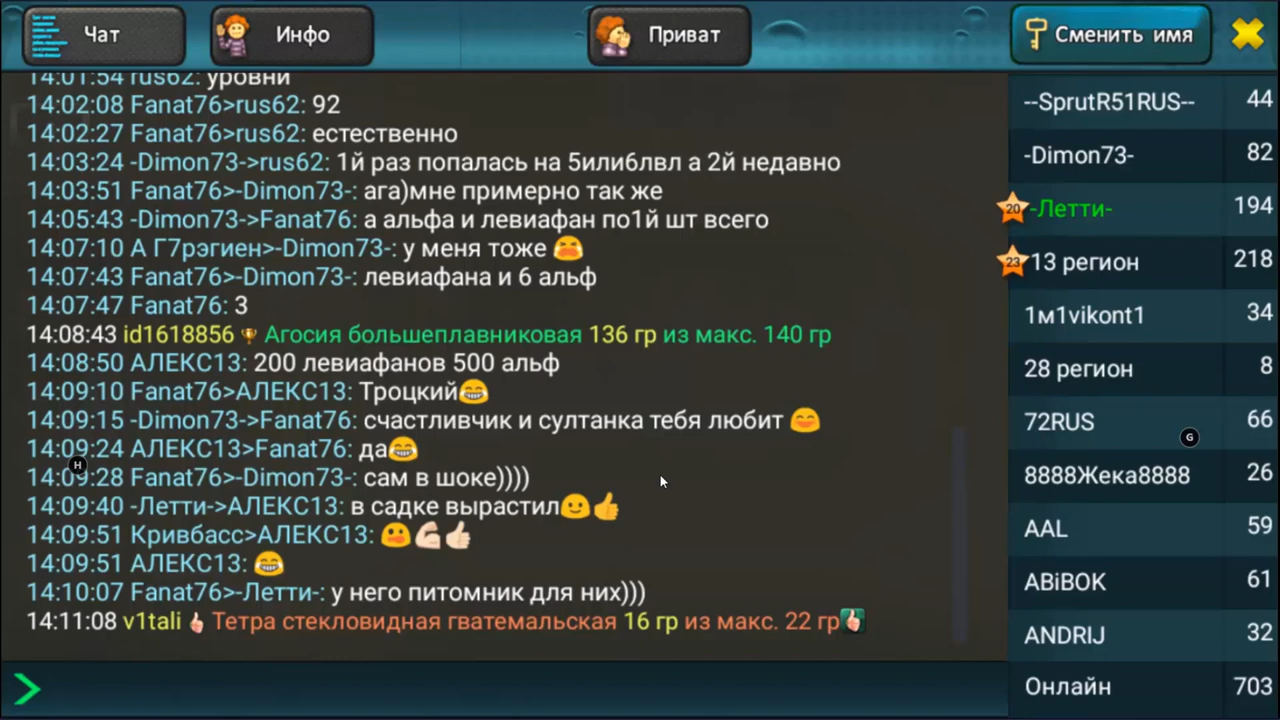 Чат
Инфо
Приват
Сменить имя
14:01:54 rus62: уровни
14:02:08 Fanat76>rus62: 92
14:02:27 Fanat76>rus62: естественно
14:03:24 -Dimon73->rus62: 1й раз попалась на 5или6лвл а 2й недавно
14:03:51 Fanat76>-Dimon73-: ага)мне примерно так же
14:05:43 -Dimon73->Fanat76: а альфа и левиафан по1й шт всего
14:07:10 А Г7рэгиен>-Dimon73-: у меня тоже 😫
14:07:43 Fanat76>-Dimon73-: левиафана и 6 альф
14:07:47 Fanat76: 3
14:08:43 id1618856 🏆 Агосия большеплавниковая 136 гр из макс. 140 гр
14:08:50 АЛЕКС13: 200 левиафанов 500 альф
14:09:10 Fanat76>АЛЕКС13: Троцкий😂
14:09:15 -Dimon73->Fanat76: счастливчик и султанка тебя любит 😄
14:09:24 АЛЕКС13>Fanat76: да😂
14:09:28 Fanat76>-Dimon73-: сам в шоке))))
14:09:40 -Летти->АЛЕКС13: в садке вырастил🙂👍
14:09:51 Кривбасс>АЛЕКС13: 😛💪🏻👍🏻
14:09:51 АЛЕКС13: 😂
14:10:07 Fanat76>-Летти-: у него питомник для них)))
14:11:08 v1tali 👍🏻 Тетра стекловидная гватемальская 16 гр из макс. 22 гр👍🏻
--SprutR51RUS-- 44
-Dimon73- 82
20 -Летти- 194
23 13 регион 218
1м1vikont1 34
28 регион 8
72RUS 66
8888Жека8888 26
AAL 59
ABiBOK 61
ANDRIJ 32
Онлайн 703
H
G